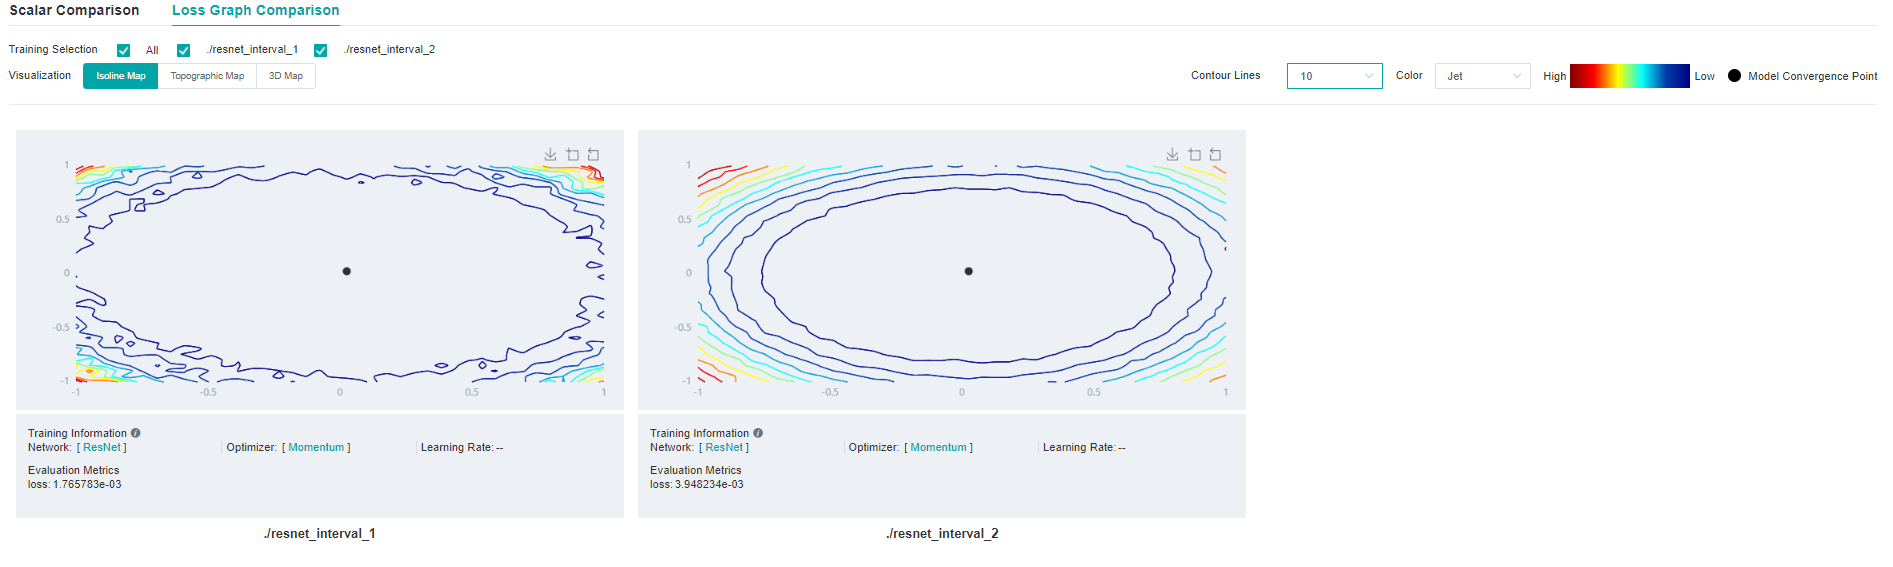 Scalar Comparison Loss Graph Comparison
Training Selection All ./resnet_interval_1 ./resnet_interval_2
Visualization Isoline Map Topographic Map 3D Map Contour Lines 10 Color Jet High Low Model Convergence Point
1
0.5
0
-0.5
-1
-1 -0.5 0 0.5 1
Training Information
Network: [ ResNet ] Optimizer: [ Momentum ] Learning Rate: --
Evaluation Metrics
loss: 1.765783e-03
./resnet_interval_1
1
0.5
0
-0.5
-1
-1 -0.5 0 0.5 1
Training Information
Network: [ ResNet ] Optimizer: [ Momentum ] Learning Rate: --
Evaluation Metrics
loss: 3.948234e-03
./resnet_interval_2